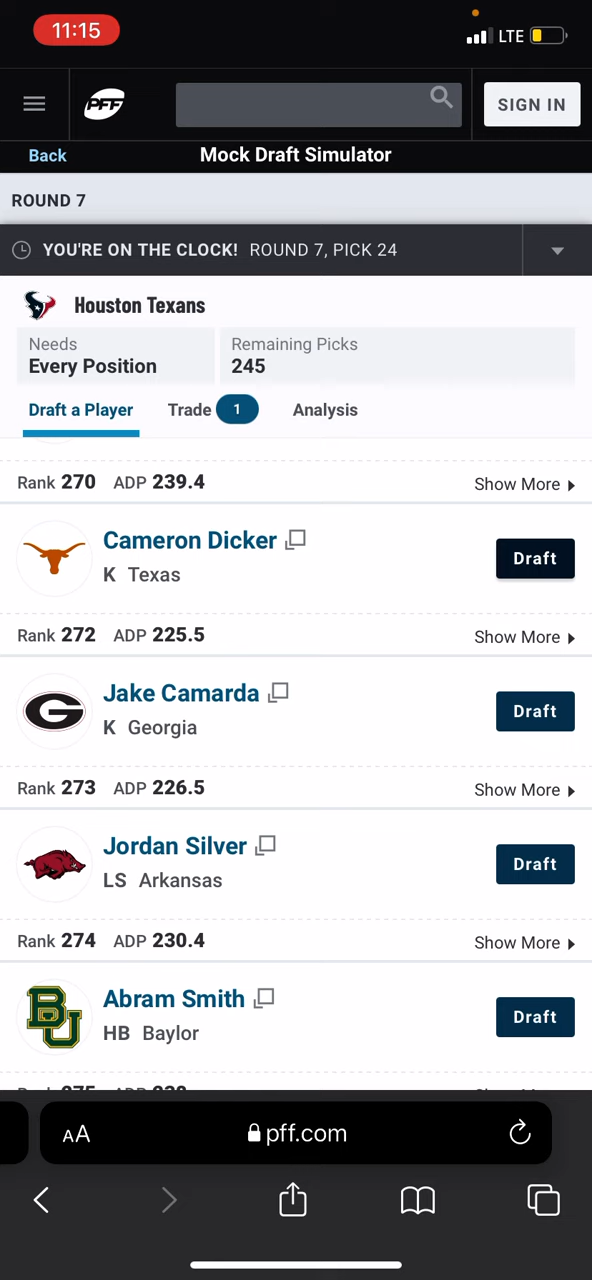 11:15
LTE
PFF
SIGN IN
Back
Mock Draft Simulator
ROUND 7
YOU'RE ON THE CLOCK! ROUND 7, PICK 24
Houston Texans
Needs
Every Position
Remaining Picks
245
Draft a Player
Trade 1
Analysis
Rank 270 ADP 239.4
Show More
Cameron Dicker
K Texas
Draft
Rank 272 ADP 225.5
Show More
G
Jake Camarda
K Georgia
Draft
Rank 273 ADP 226.5
Show More
Jordan Silver
LS Arkansas
Draft
Rank 274 ADP 230.4
Show More
BU
Abram Smith
HB Baylor
Draft
AA
pff.com